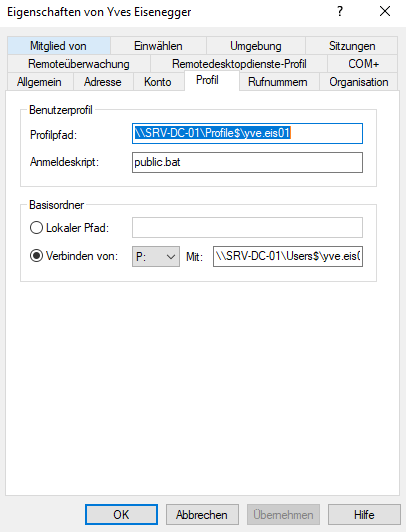 Eigenschaften von Yves Eisenegger ? ×
Mitglied von Einwählen Umgebung Sitzungen
Remoteüberwachung Remotedesktopdienste-Profil COM+
Allgemein Adresse Konto Profil Rufnummern Organisation
Benutzerprofil
Profilpfad: \\SRV-DC-01\Profile$\yve.eis01
Anmeldeskript: public.bat
Basisordner
Lokaler Pfad:
Verbinden von: P: Mit: \\SRV-DC-01\Users$\yve.eis0
OK Abbrechen Übernehmen Hilfe